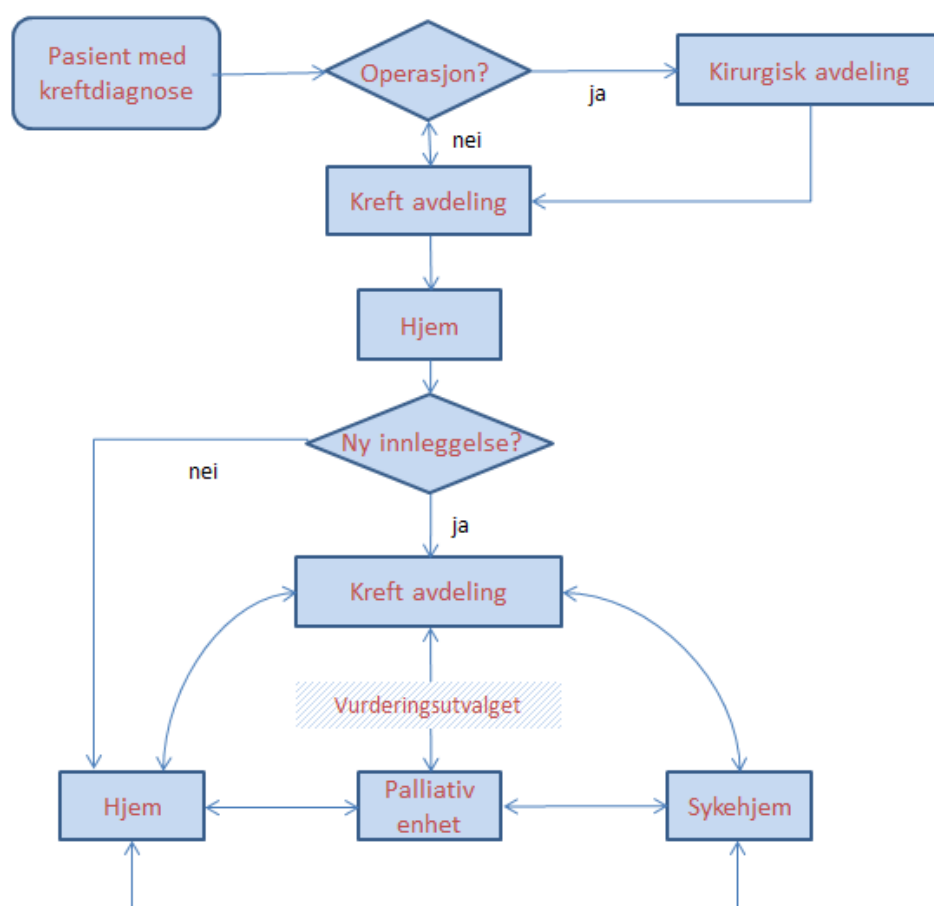 Pasient med
kreftdiagnose
Operasjon?
ja
Kirurgisk avdeling
nei
Kreft avdeling
Hjem
Ny innleggelse?
nei
ja
Kreft avdeling
Vurderingsutvalget
Hjem
Palliativ
enhet
Sykehjem